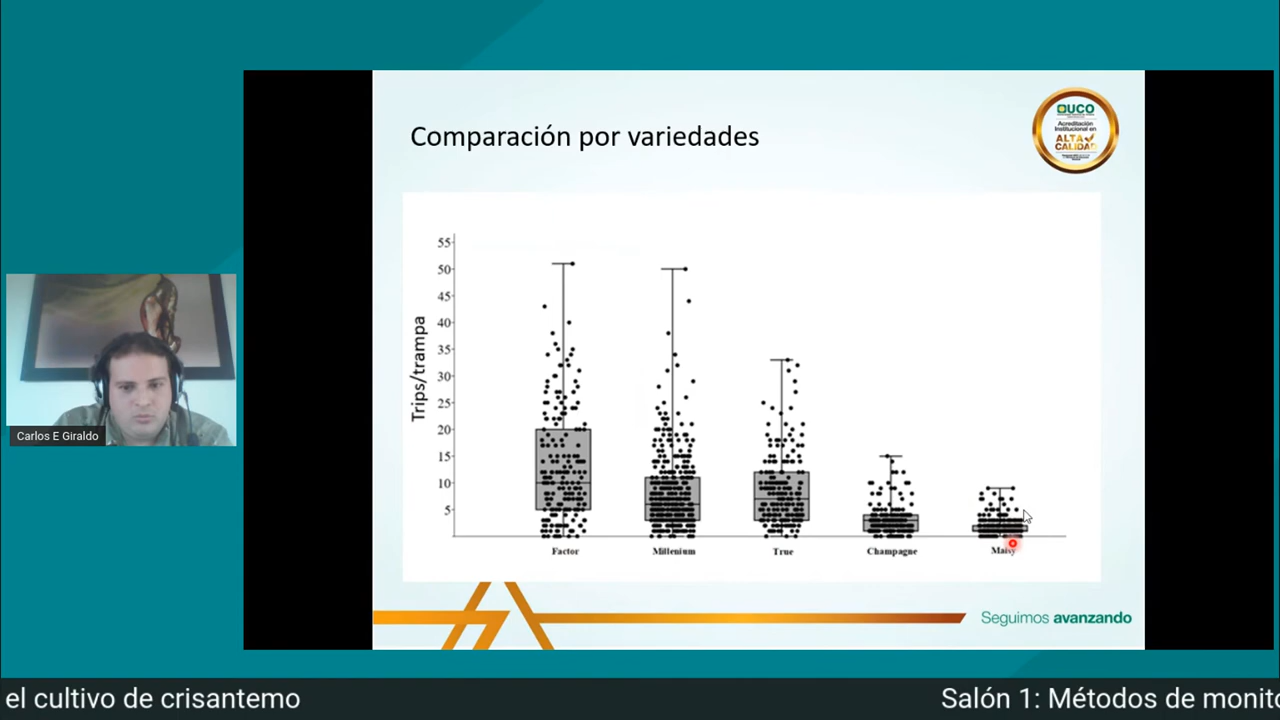 Comparación por variedades
UCO
Acreditación
Institucional en
ALTA
CALIDAD
Trips/trampa
55
50
45
40
35
30
25
20
15
10
5
Factor
Millenium
True
Champagne
Maisy
Carlos E Giraldo
Seguimos avanzando
el cultivo de crisantemo
Salón 1: Métodos de monito